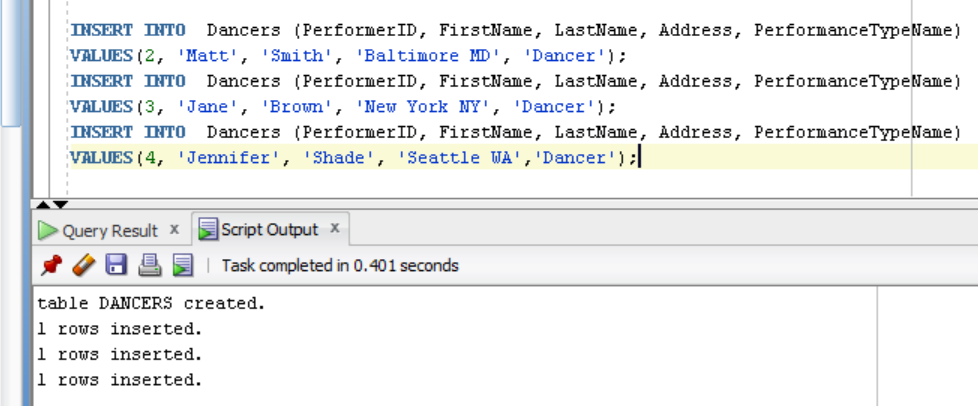 INSERT INTO  Dancers (PerformerID, FirstName, LastName, Address, PerformanceTypeName)
VALUES(2, 'Matt', 'Smith', 'Baltimore MD', 'Dancer');
INSERT INTO  Dancers (PerformerID, FirstName, LastName, Address, PerformanceTypeName)
VALUES(3, 'Jane', 'Brown', 'New York NY', 'Dancer');
INSERT INTO  Dancers (PerformerID, FirstName, LastName, Address, PerformanceTypeName)
VALUES(4, 'Jennifer', 'Shade', 'Seattle WA','Dancer');
Query Result x Script Output x
Task completed in 0.401 seconds
table DANCERS created.
1 rows inserted.
1 rows inserted.
1 rows inserted.